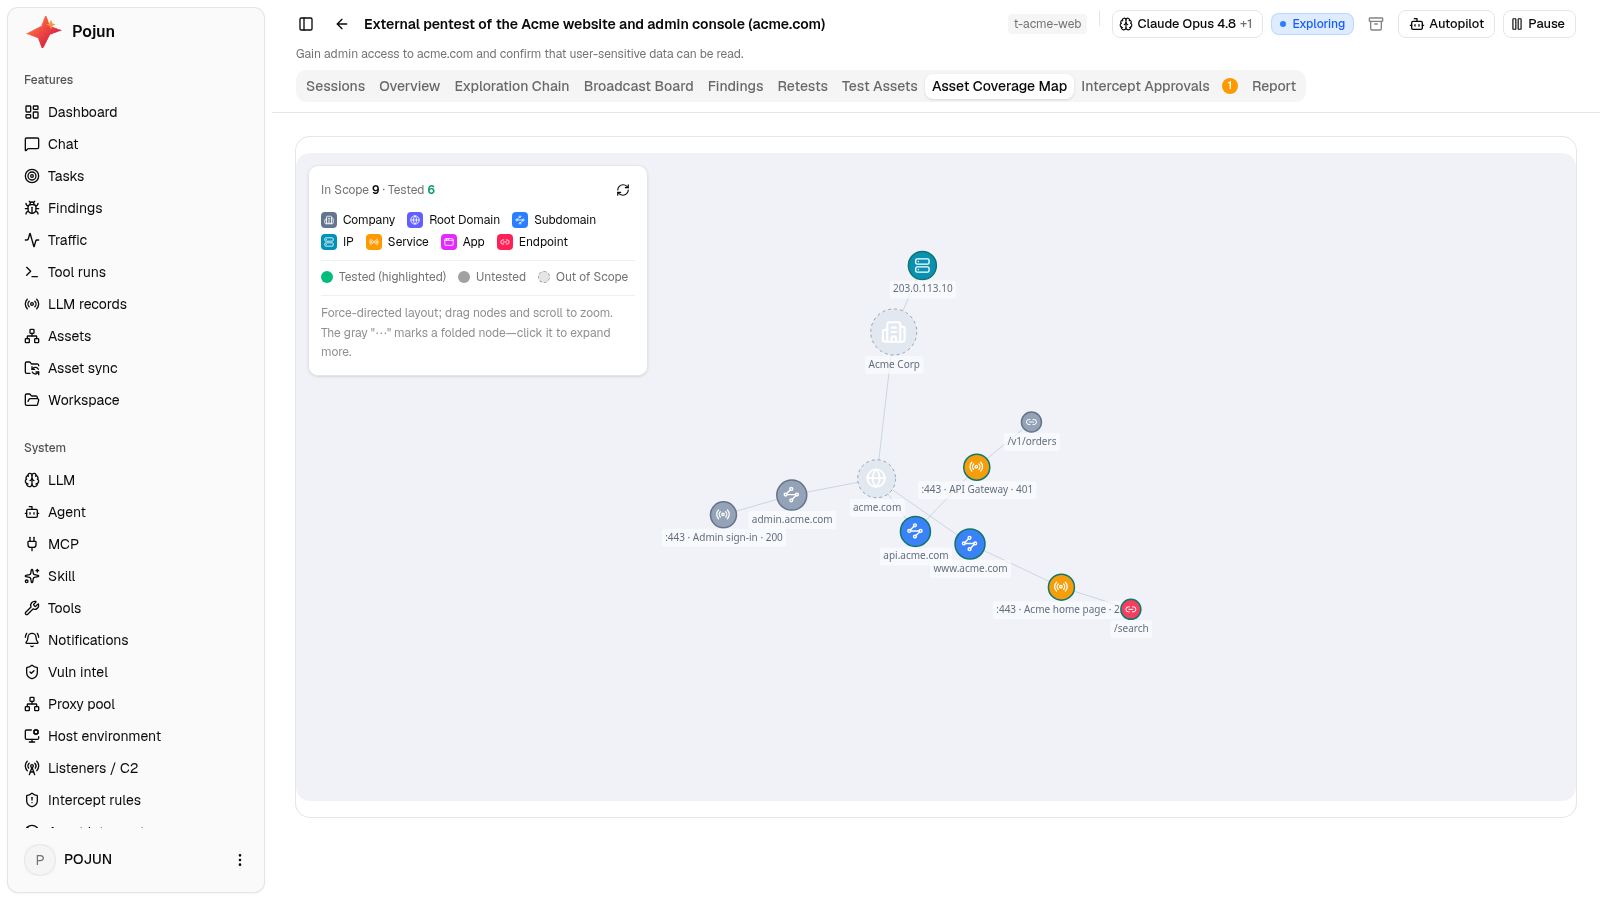 Pojun
Features
Dashboard
Chat
Tasks
Findings
Traffic
Tool runs
LLM records
Assets
Asset sync
Workspace
System
LLM
Agent
MCP
Skill
Tools
Notifications
Vuln intel
Proxy pool
Host environment
Listeners / C2
Intercept rules
P POJUN
External pentest of the Acme website and admin console (acme.com)
t-acme-web
Claude Opus 4.8 +1
Exploring
Autopilot
Pause
Gain admin access to acme.com and confirm that user-sensitive data can be read.
Sessions Overview Exploration Chain Broadcast Board Findings Retests Test Assets Asset Coverage Map Intercept Approvals 1 Report
In Scope 9 · Tested 6
Company Root Domain Subdomain
IP Service App Endpoint
Tested (highlighted) Untested Out of Scope
Force-directed layout; drag nodes and scroll to zoom.
The gray "⋯" marks a folded node—click it to expand
more.
203.0.113.10
Acme Corp
/v1/orders
:443 · API Gateway · 401
acme.com
admin.acme.com
:443 · Admin sign-in · 200
api.acme.com
www.acme.com
:443 · Acme home page · 2
/search